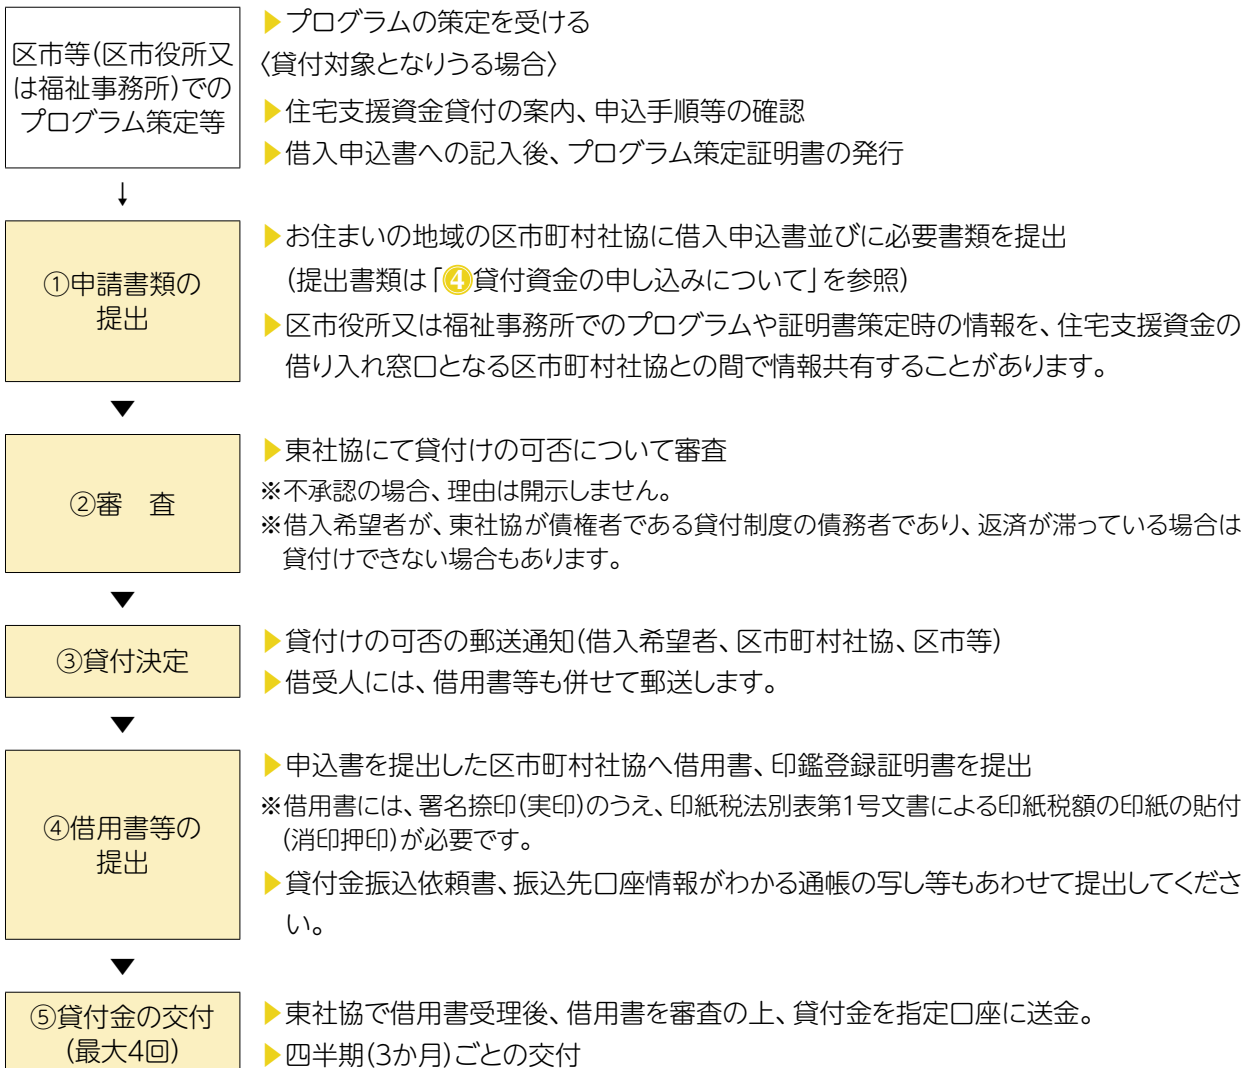 区市等(区市役所又
は福祉事務所)での
プログラム策定等
▶プログラムの策定を受ける
〈貸付対象となりうる場合〉
▶住宅支援資金貸付の案内、申込手順等の確認
▶借入申込書への記入後、プログラム策定証明書の発行
↓
①申請書類の
提出
▶お住まいの地域の区市町村社協に借入申込書並びに必要書類を提出
(提出書類は「❹貸付資金の申し込みについて」を参照)
▶区市役所又は福祉事務所でのプログラムや証明書策定時の情報を、住宅支援資金の
借り入れ窓口となる区市町村社協との間で情報共有することがあります。
▼
②審　査
▶東社協にて貸付けの可否について審査
※不承認の場合、理由は開示しません。
※借入希望者が、東社協が債権者である貸付制度の債務者であり、返済が滞っている場合は
貸付けできない場合もあります。
▼
③貸付決定
▶貸付けの可否の郵送通知(借入希望者、区市町村社協、区市等)
▶借受人には、借用書等も併せて郵送します。
▼
④借用書等の
提出
▶申込書を提出した区市町村社協へ借用書、印鑑登録証明書を提出
※借用書には、署名捺印(実印)のうえ、印紙税法別表第1号文書による印紙税額の印紙の貼付
(消印押印)が必要です。
▶貸付金振込依頼書、振込先口座情報がわかる通帳の写し等もあわせて提出してくださ
い。
▼
⑤貸付金の交付
(最大4回)
▶東社協で借用書受理後、借用書を審査の上、貸付金を指定口座に送金。
▶四半期(3か月)ごとの交付